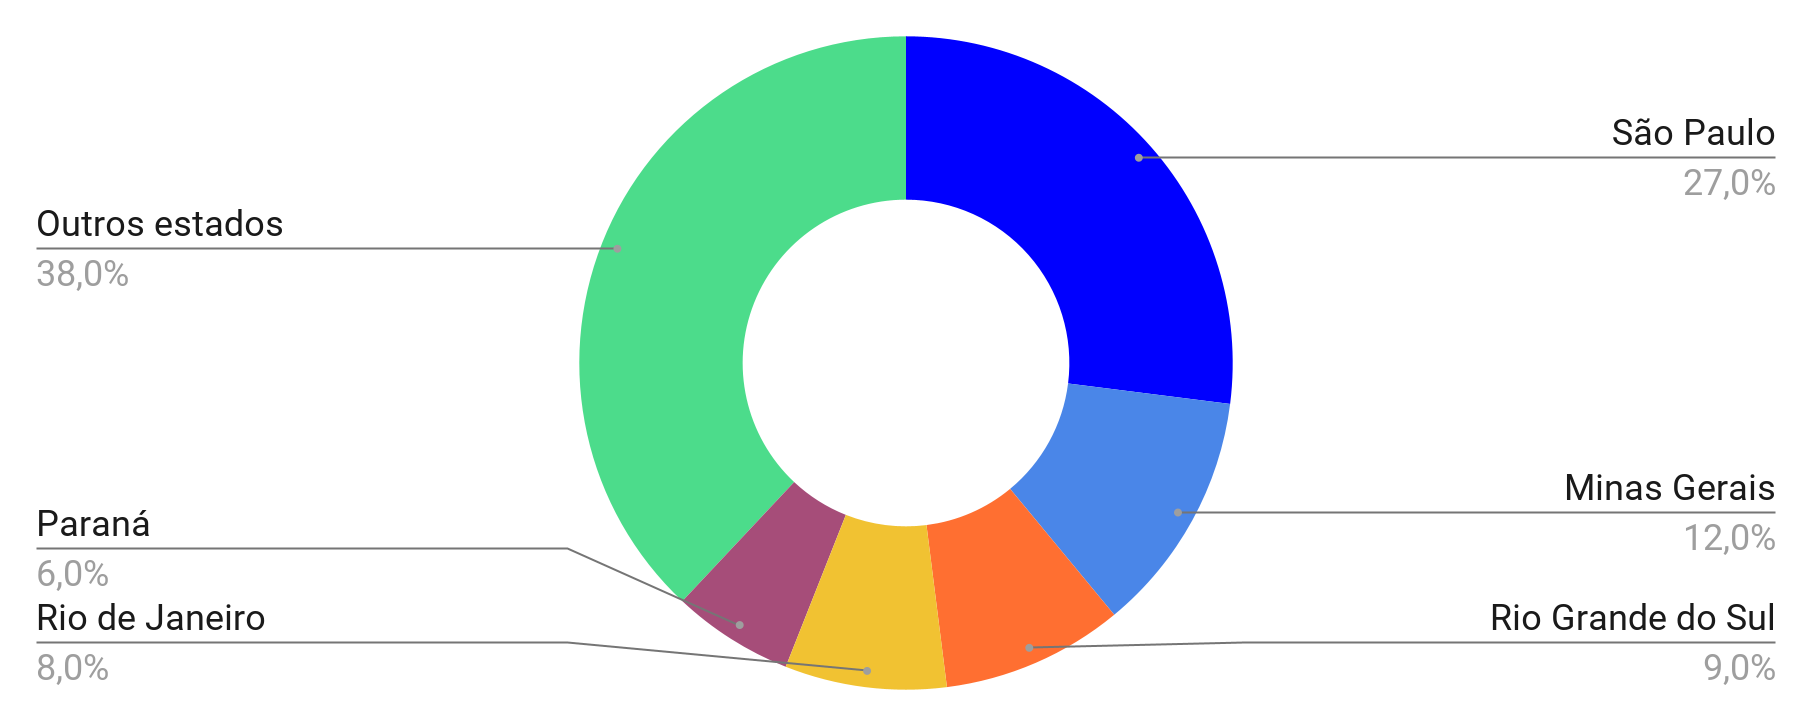 São Paulo
27,0%
Minas Gerais
12,0%
Rio Grande do Sul
9,0%
Rio de Janeiro
8,0%
Paraná
6,0%
Outros estados
38,0%